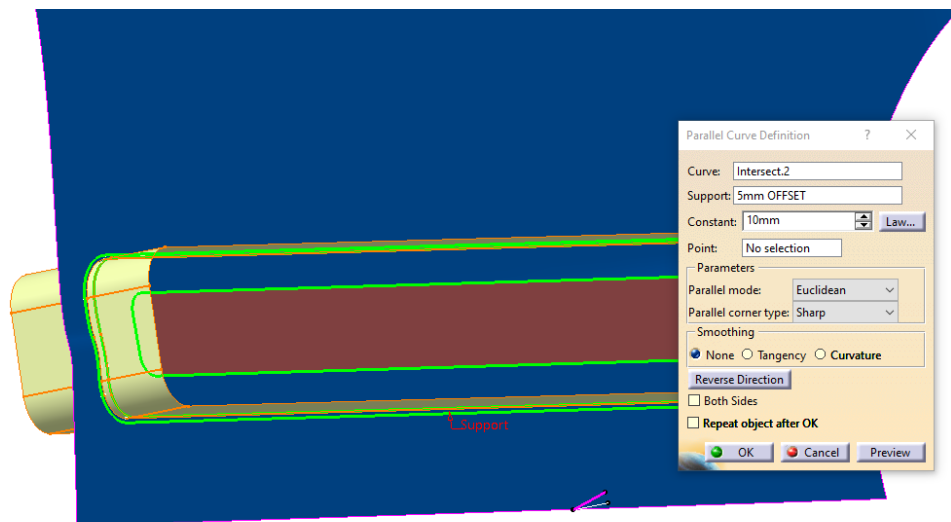 Parallel Curve Definition ? ×
Curve: Intersect.2
Support: 5mm OFFSET
Constant: 10mm Law...
Point: No selection
Parameters
Parallel mode: Euclidean
Parallel corner type: Sharp
Smoothing
None Tangency Curvature
Reverse Direction
Both Sides
Repeat object after OK
OK Cancel Preview
Support